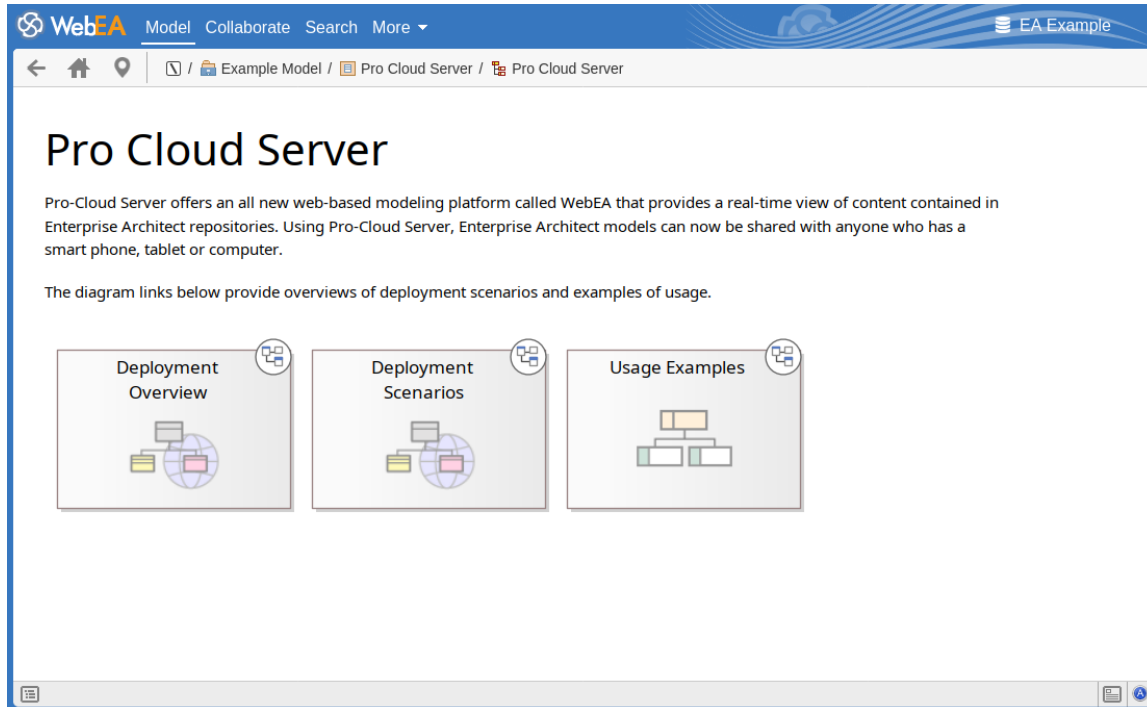 WebEA Model Collaborate Search More EA Example
/ Example Model / Pro Cloud Server / Pro Cloud Server
Pro Cloud Server
Pro-Cloud Server offers an all new web-based modeling platform called WebEA that provides a real-time view of content contained in
Enterprise Architect repositories. Using Pro-Cloud Server, Enterprise Architect models can now be shared with anyone who has a
smart phone, tablet or computer.
The diagram links below provide overviews of deployment scenarios and examples of usage.
Deployment
Overview
Deployment
Scenarios
Usage Examples
A